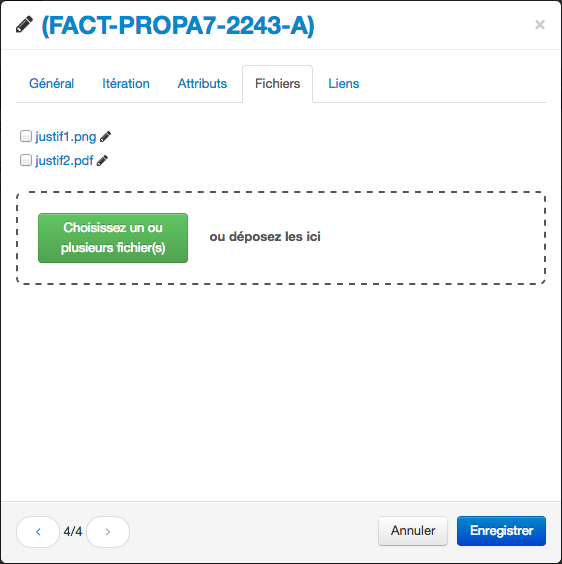 (FACT-PROPA7-2243-A)
×
Général Itération Attributs Fichiers Liens
justif1.png
justif2.pdf
Choisissez un ou
plusieurs fichier(s)
ou déposez les ici
4/4
Annuler Enregistrer